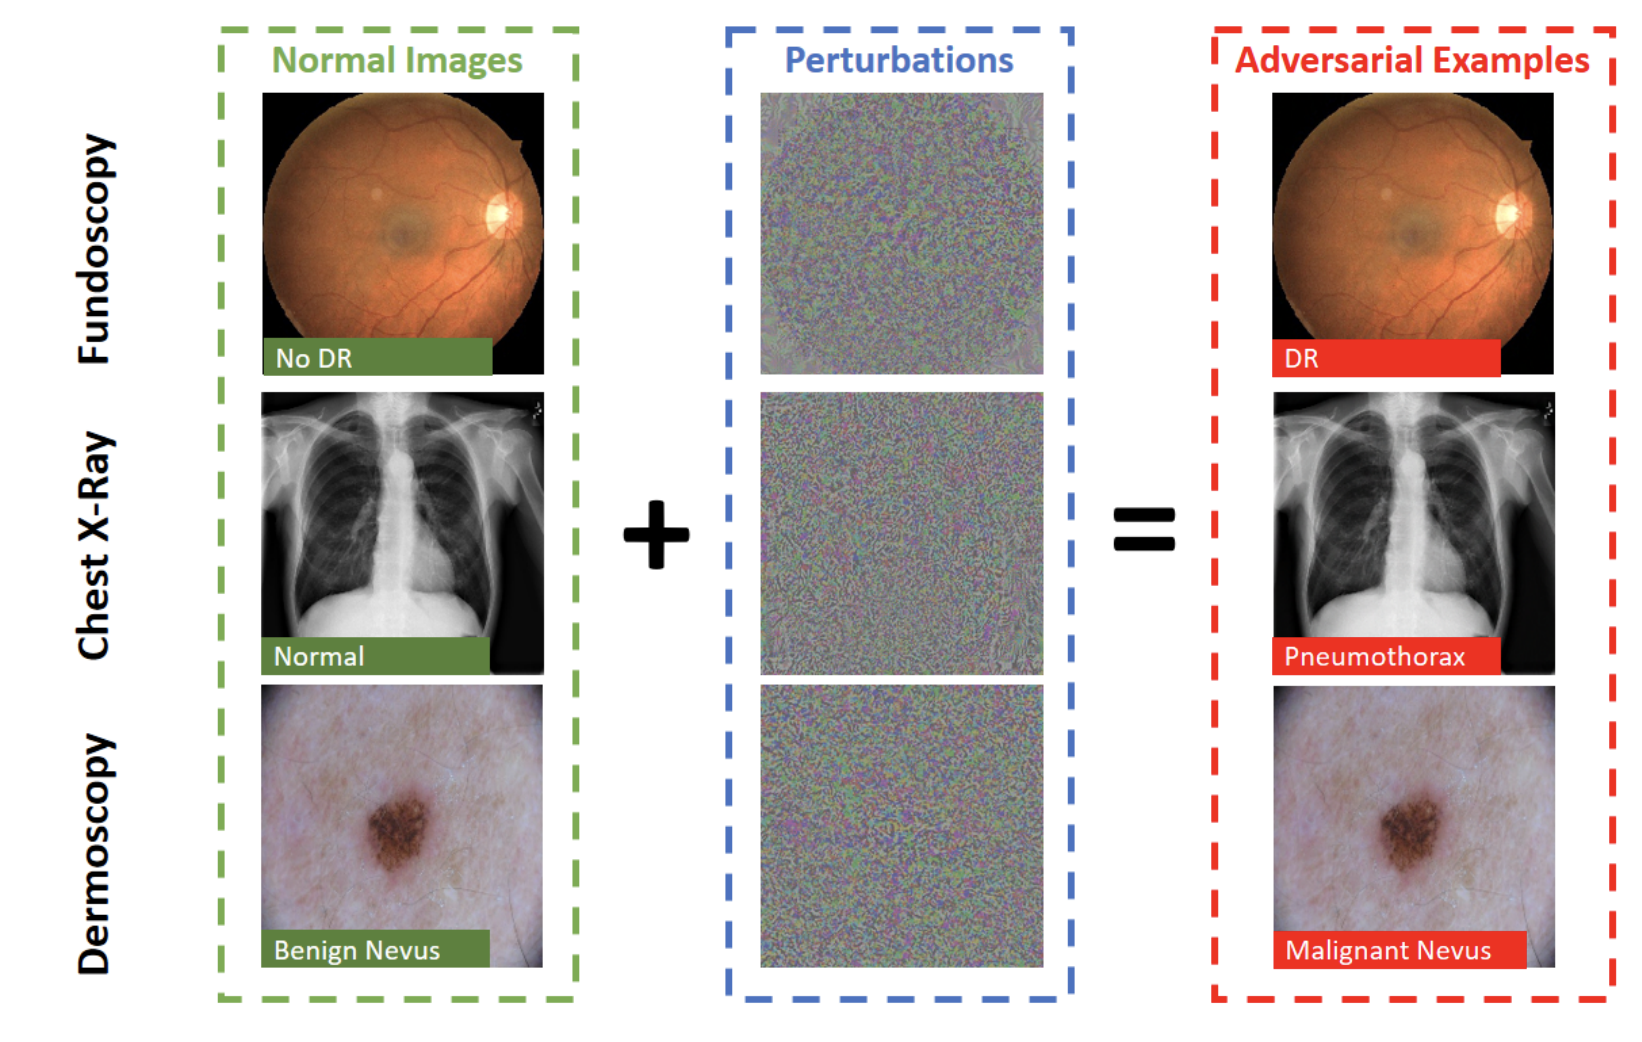 Normal Images
Perturbations
Adversarial Examples
Fundoscopy
No DR
DR
Chest X-Ray
+
=
Normal
Pneumothorax
Dermoscopy
Benign Nevus
Malignant Nevus